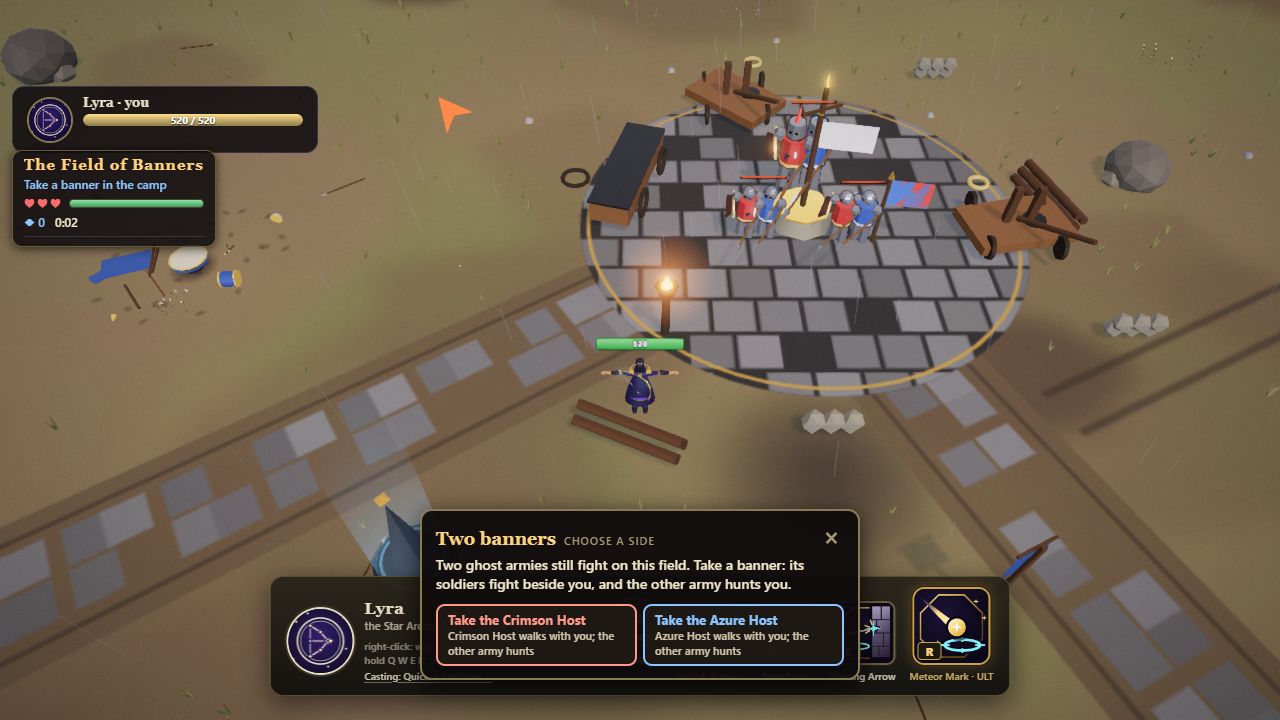 Lyra · you
520 / 520
The Field of Banners
Take a banner in the camp
0 0:02
Two banners CHOOSE A SIDE
Two ghost armies still fight on this field. Take a banner: its
soldiers fight beside you, and the other army hunts you.
Take the Crimson Host
Crimson Host walks with you; the
other army hunts
Take the Azure Host
Azure Host walks with you; the
other army hunts
Lyra
the Star
right-click:
hold Q W E
Casting:
R
Arrow
Meteor Mark · ULT